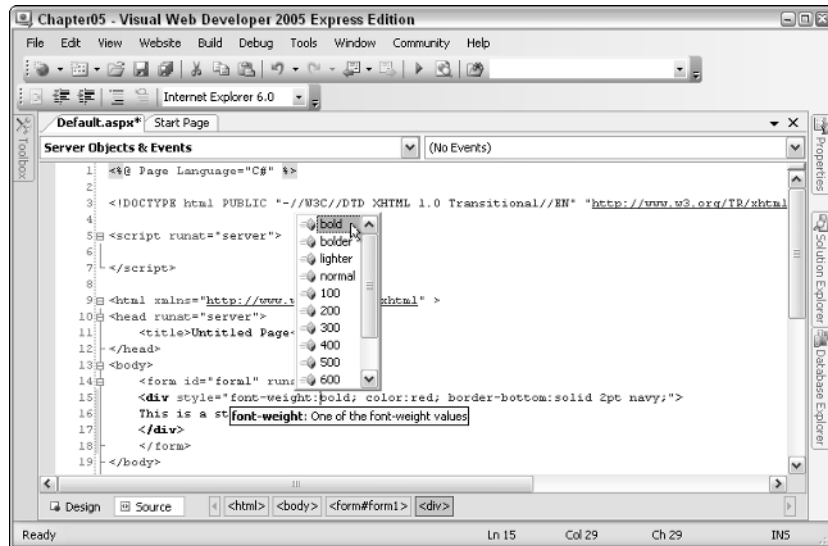 Chapter05 - Visual Web Developer 2005 Express Edition
File Edit View Website Build Debug Tools Window Community Help
Internet Explorer 6.0
Default.aspx* Start Page
Server Objects & Events (No Events)
Toolbox
Properties
Solution Explorer
Database Explorer
1 <%@ Page Language="C#" %>
2
3 <!DOCTYPE html PUBLIC "-//W3C//DTD XHTML 1.0 Transitional//EN" "http://www.w3.org/TR/xhtml
4
5 <script runat="server">
6
7 </script>
8
9 <html xmlns="http://www. xhtml" >
10 <head runat="server">
11 <title>Untitled Page<
12 </head>
13 <body>
14 <form id="form1" runs
15 <div style="font-weight:bold; color:red; border-bottom:solid 2pt navy;">
16 This is a st
17 </div>
18 </form>
19 </body>
bold
bolder
lighter
normal
100
200
300
400
500
600
font-weight: One of the font-weight values
Design Source <html> <body> <form#form1> <div>
Ready Ln 15 Col 29 Ch 29 INS